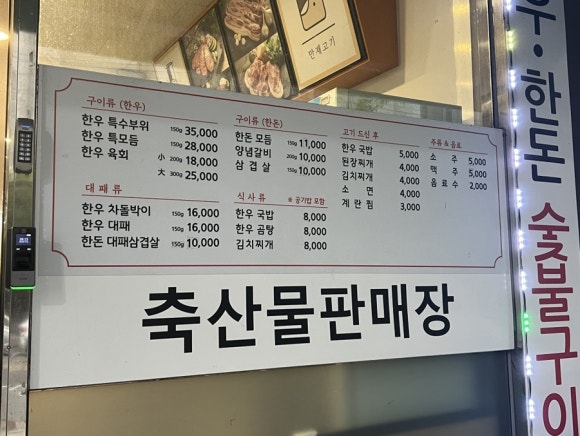 만재고기
구이류 (한우)
한우 특수부위 150g 35,000
한우 특모듬 150g 28,000
한우 육회 小 200g 18,000
大 300g 25,000
구이류 (한돈)
한돈 모듬 150g 11,000
양념갈비 200g 10,000
삼 겹 살 150g 10,000
고기 드신 후
한우 국밥 5,000
된장찌개 4,000
김치찌개 4,000
소 면 4,000
계 란 찜 3,000
주류 & 음료
소 주 5,000
맥 주 5,000
음 료 수 2,000
대 패 류
한우 차돌박이 150g 16,000
한우 대패 150g 16,000
한돈 대패삼겹살 150g 10,000
식 사 류 ※ 공기밥 포함
한우 국밥 8,000
한우 곰탕 8,000
김치찌개 8,000
축산물판매장
우·한돈 숯불구이